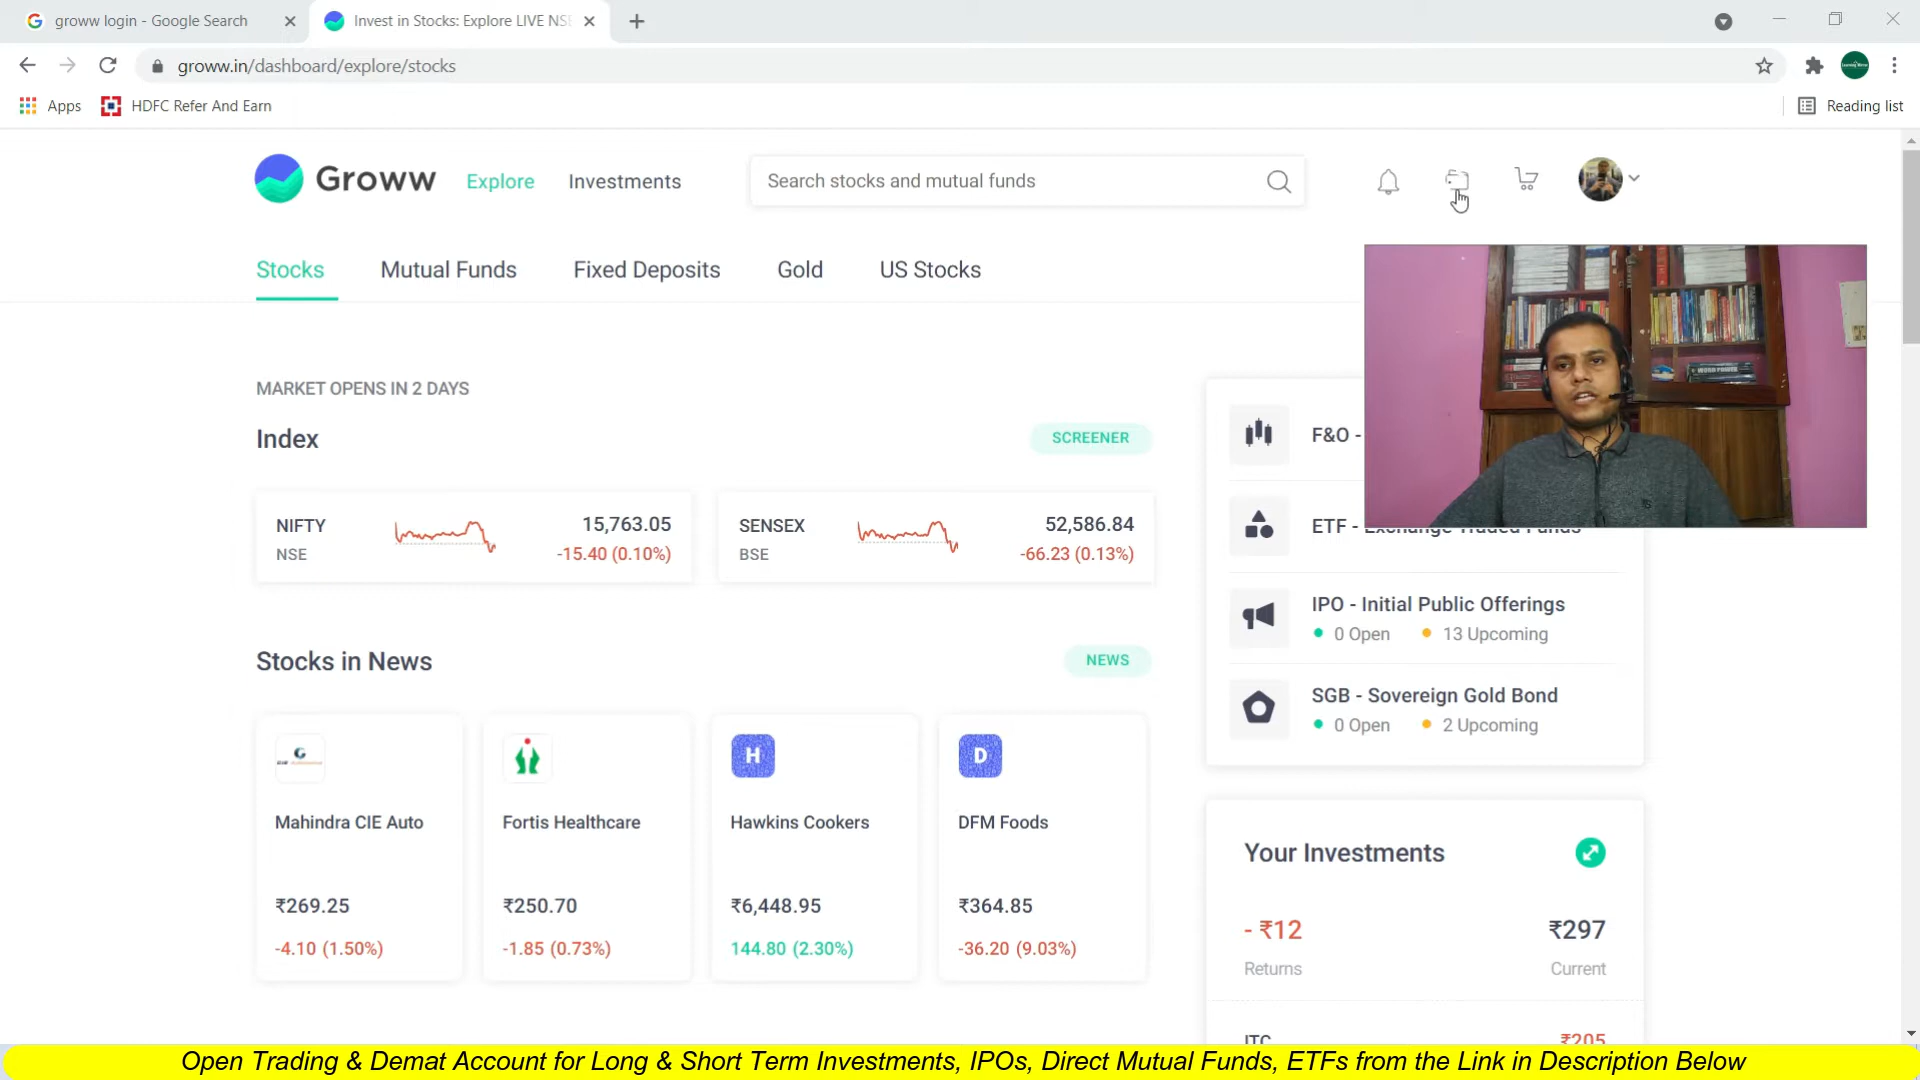 groww login - Google Search
Invest in Stocks: Explore LIVE NSE
groww.in/dashboard/explore/stocks
Apps
HDFC Refer And Earn
Reading list
Groww
Explore
Investments
Search stocks and mutual funds
Stocks
Mutual Funds
Fixed Deposits
Gold
US Stocks
MARKET OPENS IN 2 DAYS
Index
SCREENER
NIFTY
15,763.05
NSE
-15.40 (0.10%)
SENSEX
52,586.84
BSE
-66.23 (0.13%)
F&O -
ETF - Exchange Traded Funds
IPO - Initial Public Offerings
0 Open
13 Upcoming
SGB - Sovereign Gold Bond
0 Open
2 Upcoming
Stocks in News
NEWS
H
D
Mahindra CIE Auto
Fortis Healthcare
Hawkins Cookers
DFM Foods
₹269.25
₹250.70
₹6,448.95
₹364.85
-4.10 (1.50%)
-1.85 (0.73%)
144.80 (2.30%)
-36.20 (9.03%)
Your Investments
- ₹12
₹297
Returns
Current
ITC
₹205
Open Trading & Demat Account for Long & Short Term Investments, IPOs, Direct Mutual Funds, ETFs from the Link in Description Below